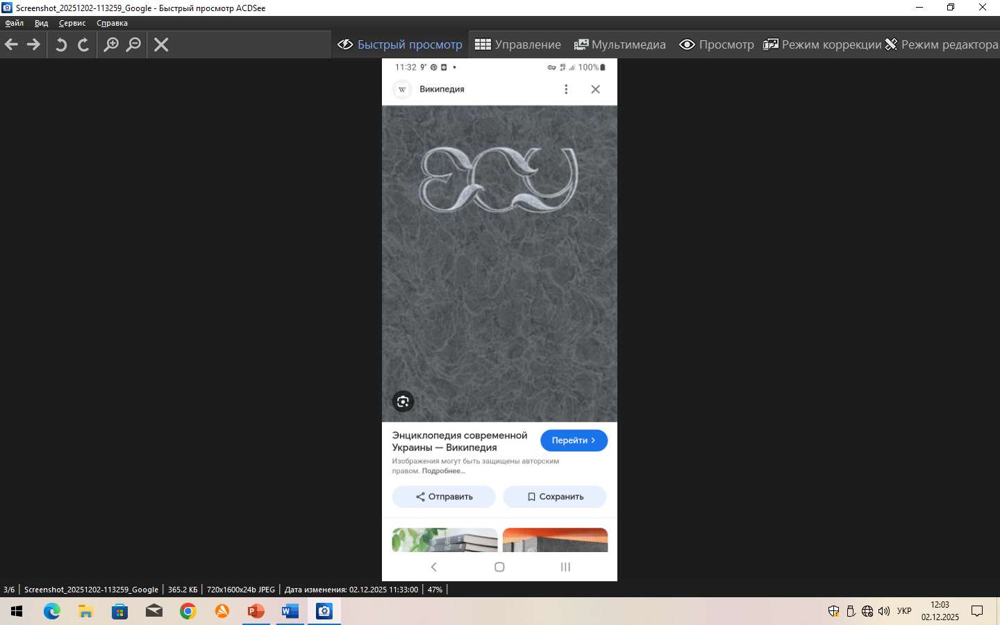 Screenshot_20251202-113259_Google - Быстрый просмотр ACDSee
Файл Вид Сервис Справка
Быстрый просмотр Управление Мультимедиа Просмотр Режим коррекции Режим редактора
11:32 9° 4G 100%
W Википедия
ЕСУ
Энциклопедия современной
Украины — Википедия
Перейти
Изображения могут быть защищены авторским
правом. Подробнее...
Отправить Сохранить
3/6 Screenshot_20251202-113259_Google 365.2 КБ 720x1600x24b JPEG Дата изменения: 02.12.2025 11:33:00 47%
УКР 12:03
02.12.2025